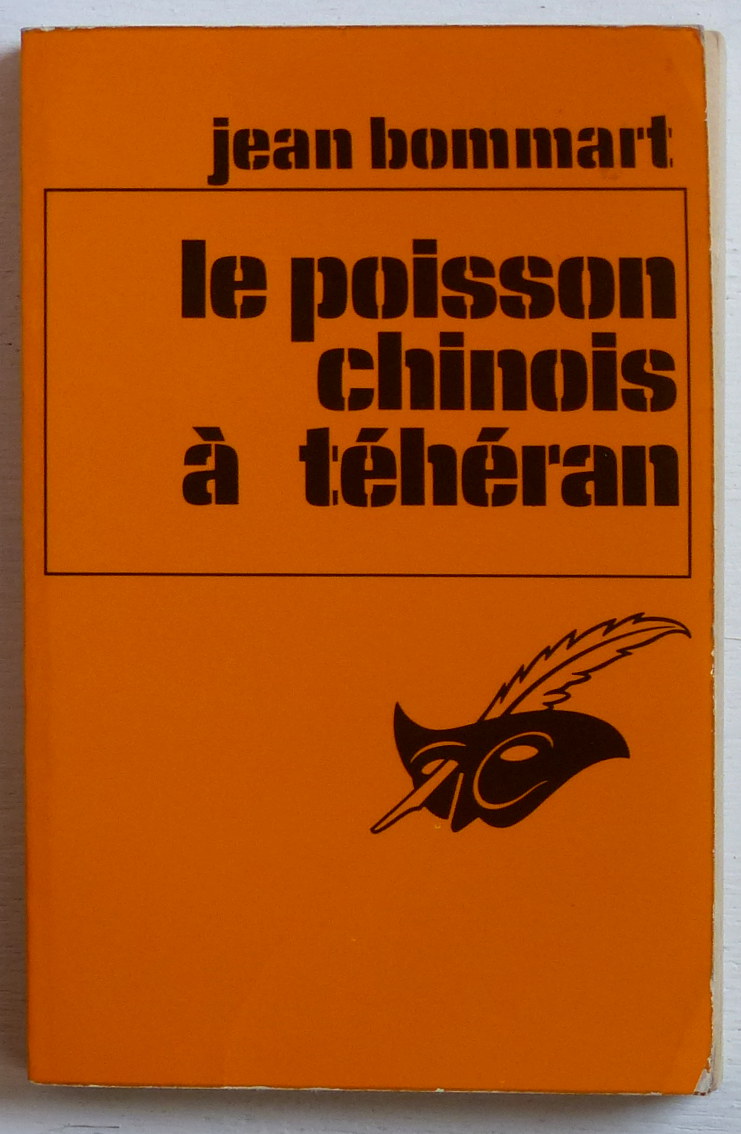 jean bommart
le poisson
chinois
à téhéran